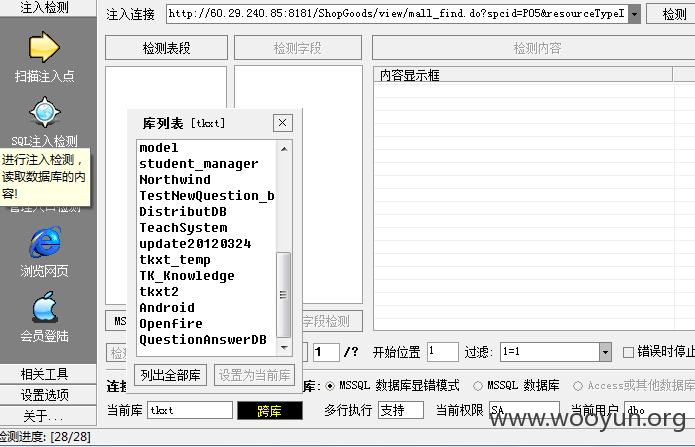 注入检测
注入连接
http://60.29.240.85:8181/ShopGoods/view/mall_find.do?spcid=P05&resourceTypeI
检测
扫描注入点
SQL注入检测
进行注入检测，
读取数据库的内
容!
管理入口检测
浏览网页
会员登陆
相关工具
设置选项
关于...
检测表段
检测字段
检测内容
内容显示框
库列表 [tkxt]
model
student_manager
Northwind
TestNewQuestion_b
DistributDB
TeachSystem
update20120324
tkxt_temp
TK_Knowledge
tkxt2
Android
Openfire
QuestionAnswerDB
列出全部库
设置为当前库
MS
字段检测
检
1 /?
开始位置 1
过滤: 1=1
错误时停止
连接
库:
MSSQL 数据库显错模式
MSSQL 数据库
Access或其他数据库
当前库 tkxt
跨库
多行执行 支持
当前权限 SA
当前用户 dbo
检测进度: [28/28]
www.wooyun.org